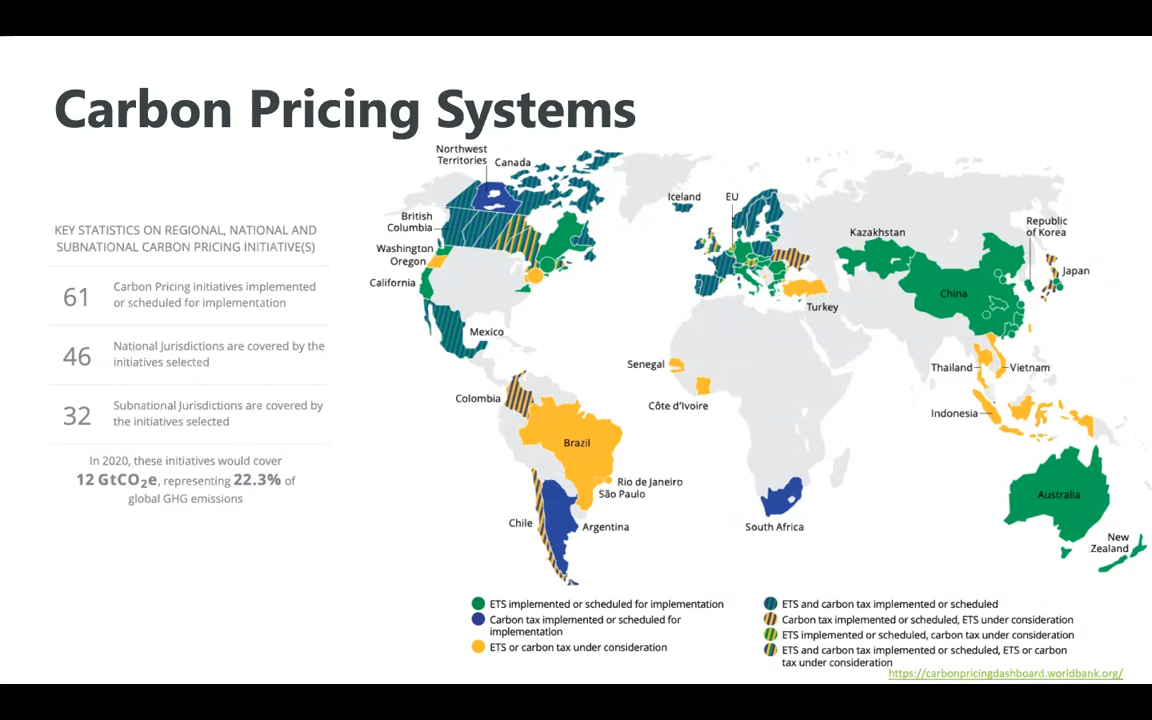 Carbon Pricing Systems
KEY STATISTICS ON REGIONAL, NATIONAL AND
SUBNATIONAL CARBON PRICING INITIATIVE(S)
61
Carbon Pricing initiatives implemented
or scheduled for implementation
46
National Jurisdictions are covered by the
initiatives selected
32
Subnational Jurisdictions are covered by
the initiatives selected
In 2020, these initiatives would cover
12 GtCO₂e, representing 22.3% of
global GHG emissions
Northwest
Territories
Canada
British
Columbia
Washington
Oregon
California
Mexico
Colombia
Brazil
Rio de Janeiro
São Paulo
Chile
Argentina
Iceland
EU
Turkey
Senegal
Côte d'Ivoire
South Africa
Kazakhstan
Republic
of Korea
Japan
China
Thailand
Vietnam
Indonesia
Australia
New
Zealand
ETS implemented or scheduled for implementation
Carbon tax implemented or scheduled for
implementation
ETS or carbon tax under consideration
ETS and carbon tax implemented or scheduled
Carbon tax implemented or scheduled, ETS under consideration
ETS implemented or scheduled, carbon tax under consideration
ETS and carbon tax implemented or scheduled, ETS or carbon
tax under consideration
https://carbonpricingdashboard.worldbank.org/